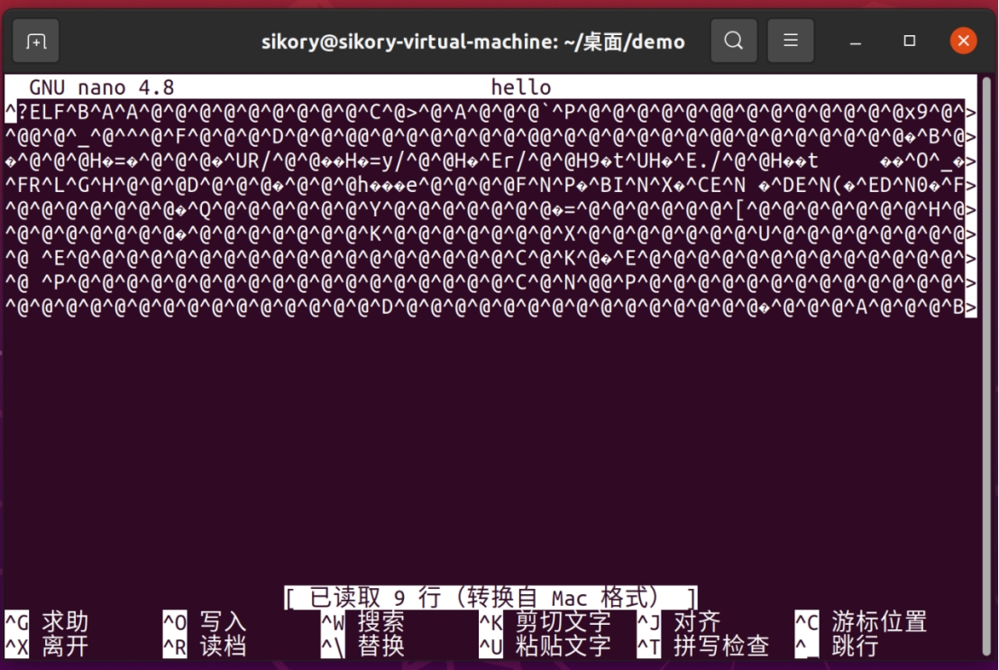 sikory@sikory-virtual-machine: ~/桌面/demo
GNU nano 4.8 hello
^?ELF^B^A^A^@^@^@^@^@^@^@^@^@^C^@>^@^A^@^@^@`^P^@^@^@^@^@^@@^@^@^@^@^@^@^@x9^@^>
^@@^@^_^@^^^@^F^@^@^@^D^@^@^@@^@^@^@^@^@^@^@@^@^@^@^@^@^@^@@^@^@^@^@^@^@^@�^B^@>
�^@^@^@H�=�^@^@^@�^UR/^@^@��H�=y/^@^@H�^Er/^@^@H9�t^UH�^E./^@^@H��t ��^O^_�>
^FR^L^G^H^@^@^@D^@^@^@�^@^@^@h���e^@^@^@^@F^N^P�^BI^N^X�^CE^N �^DE^N(�^ED^N0�^F>
^@^@^@^@^@^@^@�^Q^@^@^@^@^@^@^Y^@^@^@^@^@^@^@�=^@^@^@^@^@^@^[^@^@^@^@^@^@^@^H^@>
^@^@^@^@^@^@^@�^@^@^@^@^@^@^@^K^@^@^@^@^@^@^@^X^@^@^@^@^@^@^@^U^@^@^@^@^@^@^@^@>
^@ ^E^@^@^@^@^@^@^@^@^@^@^@^@^@^@^@^@^@^@^C^@^K^@�^E^@^@^@^@^@^@^@^@^@^@^@^@^@^>
^@ ^P^@^@^@^@^@^@^@^@^@^@^@^@^@^@^@^@^@^@^C^@^N^@@^P^@^@^@^@^@^@^@^@^@^@^@^@^@^>
^@^@^@^@^@^@^@^@^@^@^@^@^@^@^@^D^@^@^@^@^@^@^@^@^@^@^@^@^@^@^@�^@^@^@^A^@^@^@^B>
[ 已读取 9 行（转换自 Mac 格式） ]
^G 求助 ^O 写入 ^W 搜索 ^K 剪切文字 ^J 对齐 ^C 游标位置
^X 离开 ^R 读档 ^\ 替换 ^U 粘贴文字 ^T 拼写检查 ^_ 跳行